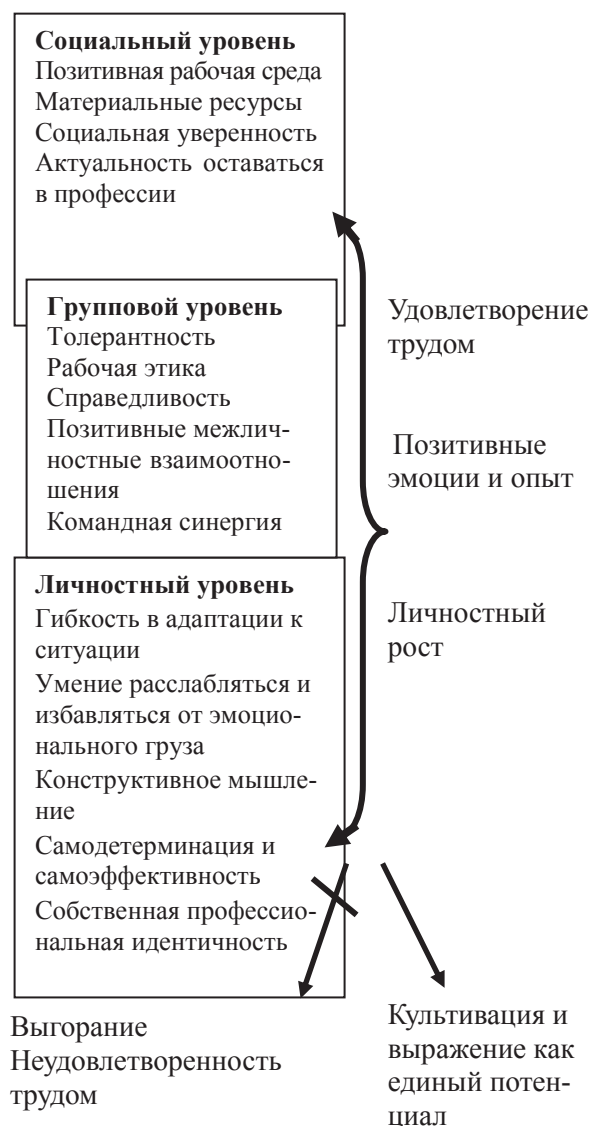 Социальный уровень
Позитивная рабочая среда
Материальные ресурсы
Социальная уверенность
Актуальность оставаться
в профессии
Групповой уровень
Толерантность
Рабочая этика
Справедливость
Позитивные межлич-
ностные взаимоотно-
шения
Командная синергия
Личностный уровень
Гибкость в адаптации к
ситуации
Умение расслабляться и
избавляться от эмоцио-
нального груза
Конструктивное мышле-
ние
Самодетерминация и
самоэффективность
Собственная профессио-
нальная идентичность
Удовлетворение
трудом
Позитивные
эмоции и опыт
Личностный
рост
Выгорание
Неудовлетворенность
трудом
Культивация и
выражение как
единый потен-
циал